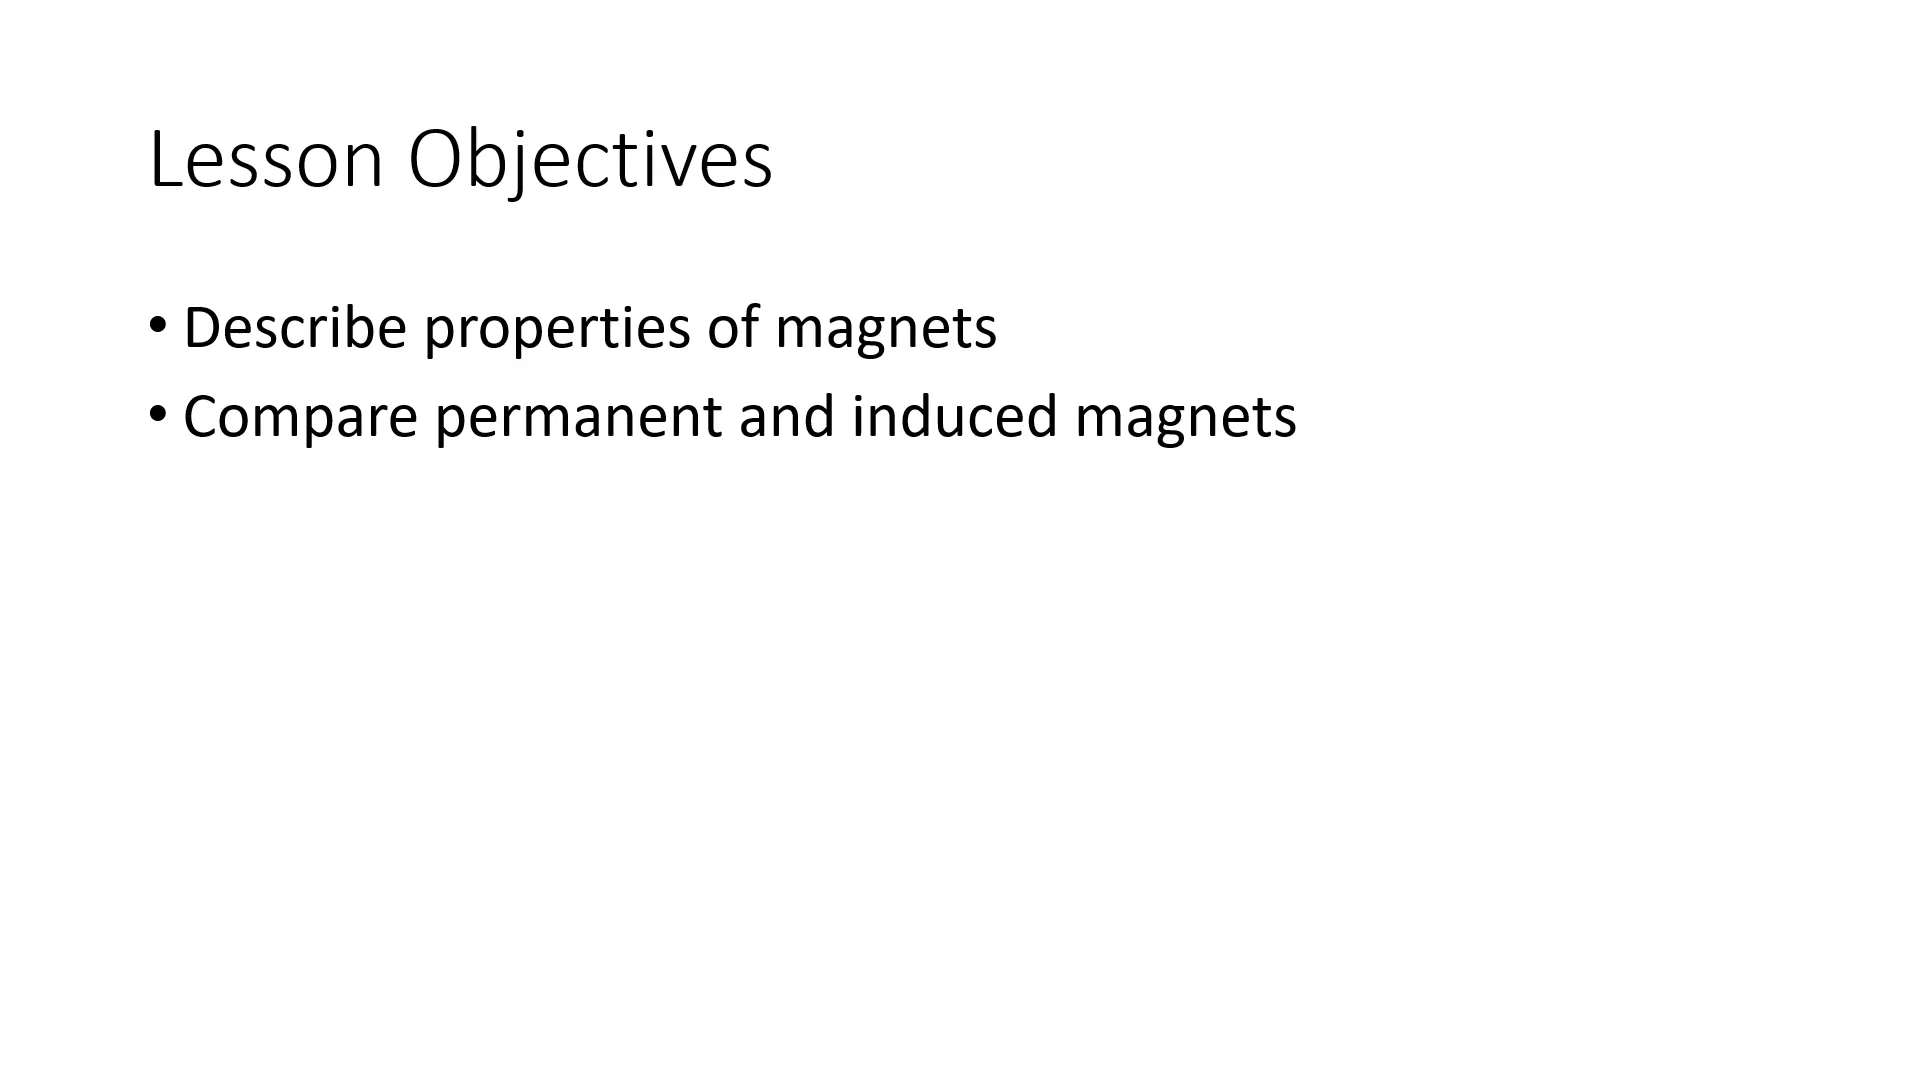 Lesson Objectives
• Describe properties of magnets
• Compare permanent and induced magnets